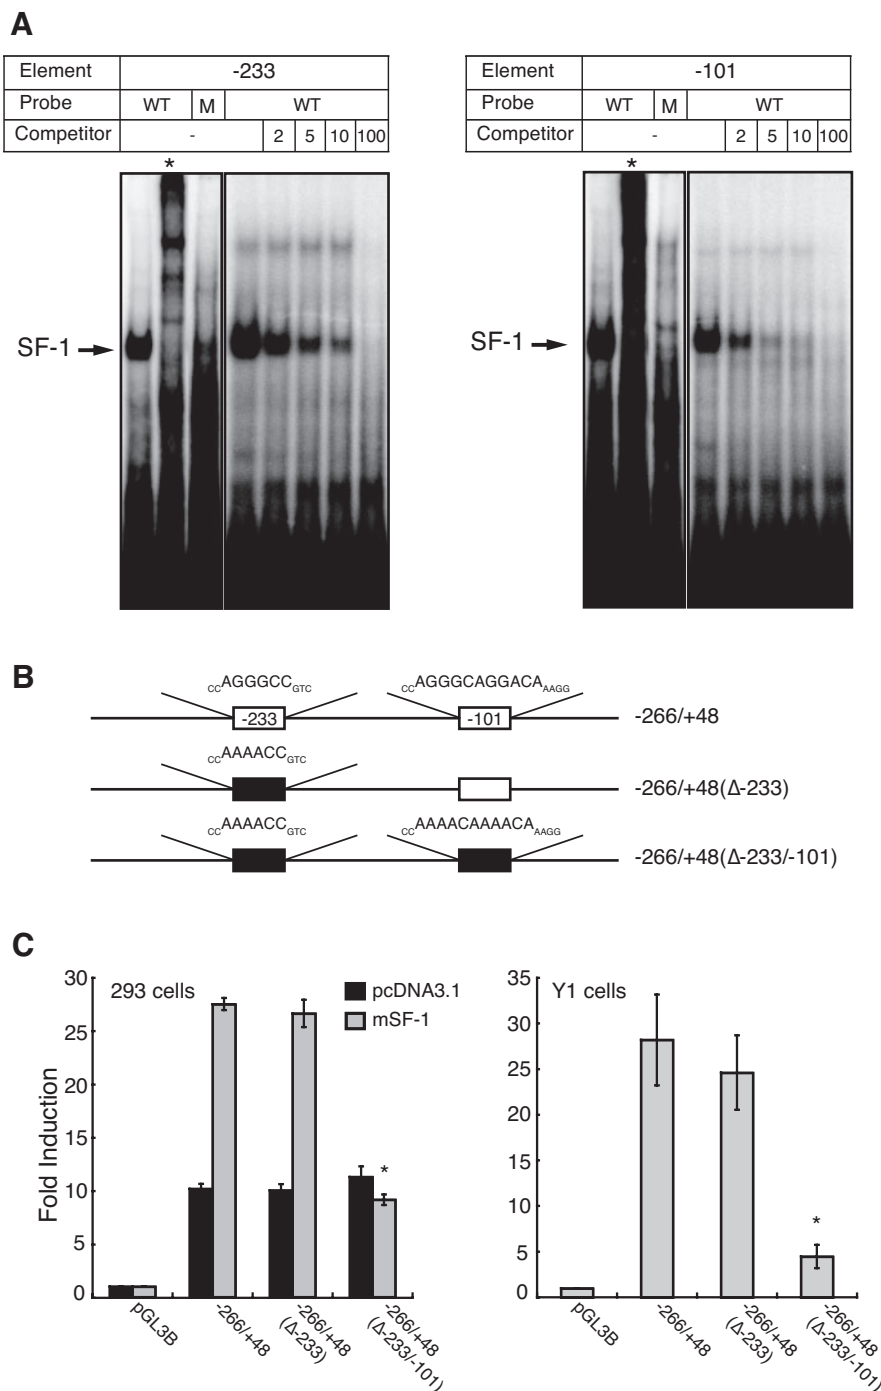 A
Element -233
Probe WT M WT
Competitor - 2 5 10 100
*
SF-1
Element -101
Probe WT M WT
Competitor - 2 5 10 100
*
SF-1
B
CCAGGGCCGTC CCAGGGCAGGACAAAGG
-233 -101 -266/+48
CCAAAACCGTC
-266/+48(Δ-233)
CCAAAACCGTC CCAAAACAAAACAAAGG
-266/+48(Δ-233/-101)
C
Fold Induction
30
25
20
15
10
5
0
293 cells
pcDNA3.1
mSF-1
*
pGL3B
-266/+48
-266/+48
(Δ-233)
-266/+48
(Δ-233/-101)
35
30
25
20
15
10
5
0
Y1 cells
*
pGL3B
-266/+48
-266/+48
(Δ-233)
-266/+48
(Δ-233/-101)